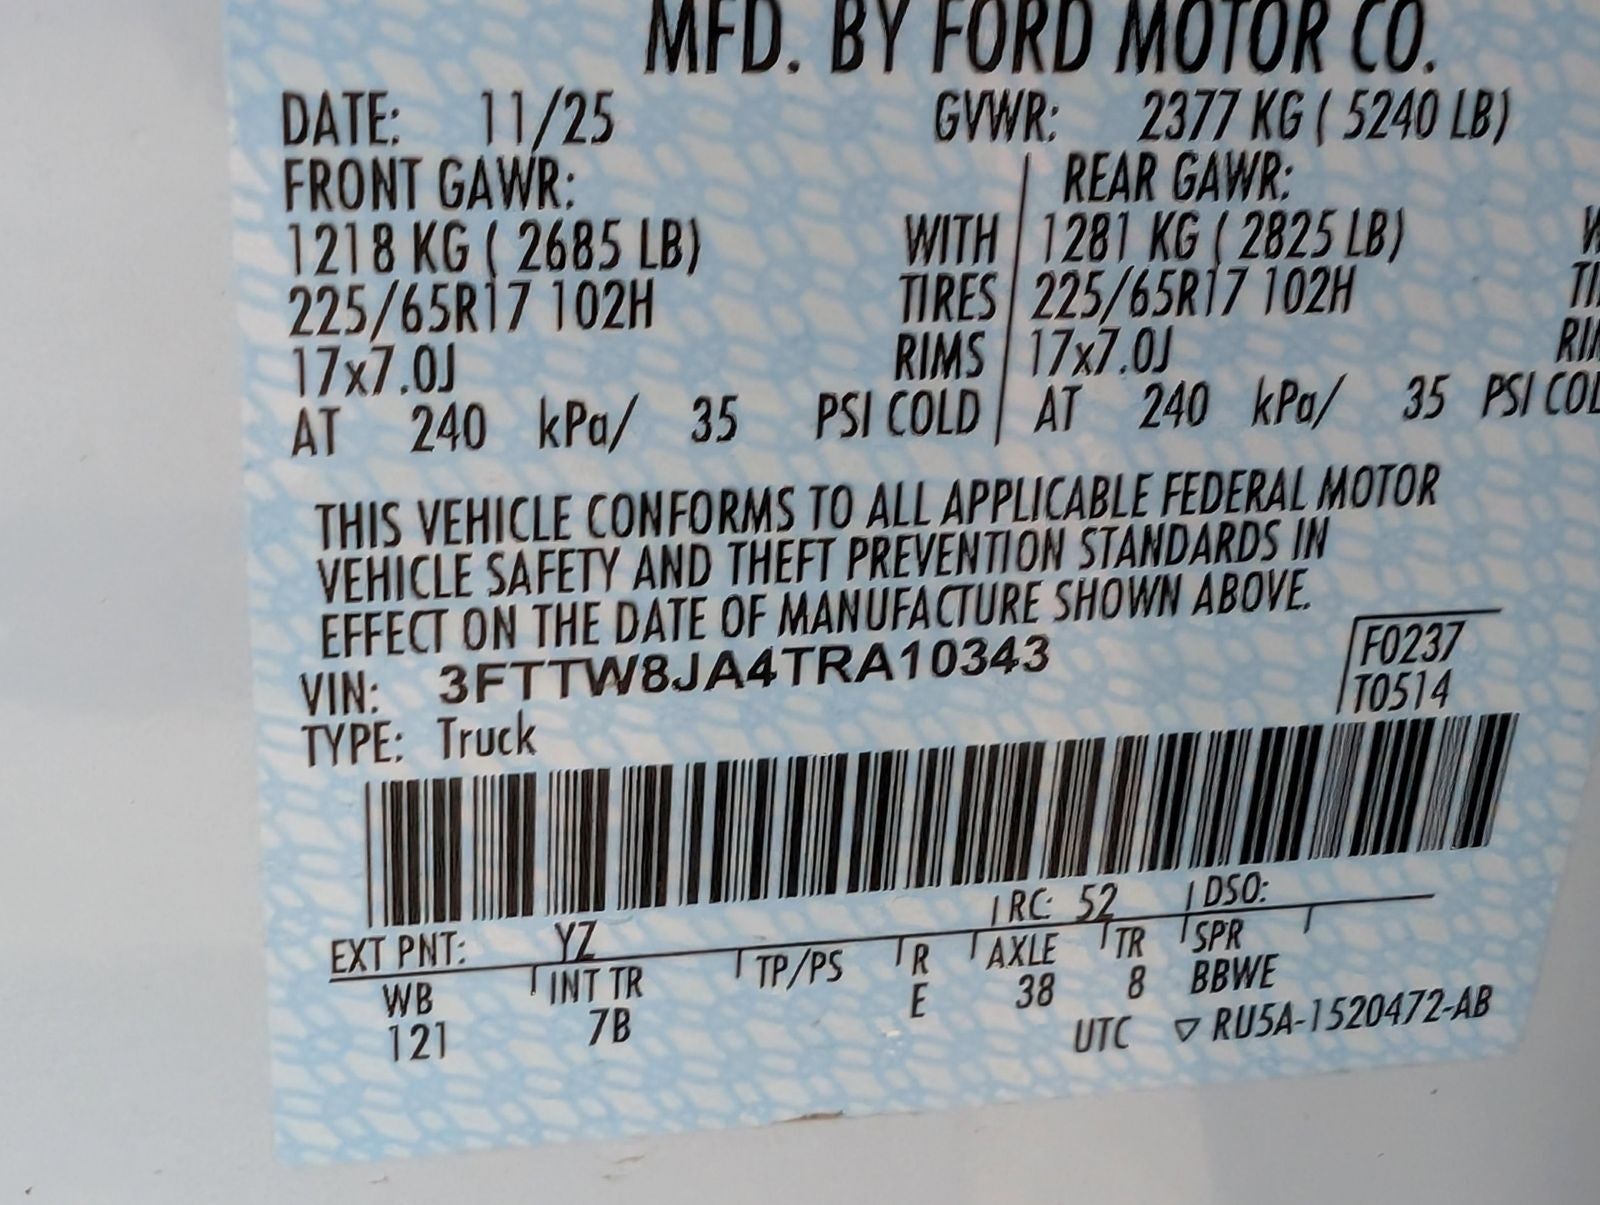 MFD. BY FORD MOTOR CO.
DATE: 11/25 GVWR: 2377 KG ( 5240 LB)
FRONT GAWR: REAR GAWR:
1218 KG ( 2685 LB) WITH 1281 KG ( 2825 LB)
225/65R17 102H TIRES 225/65R17 102H
17x7.0J RIMS 17x7.0J
AT 240 kPa/ 35 PSI COLD AT 240 kPa/ 35 PSI COL
THIS VEHICLE CONFORMS TO ALL APPLICABLE FEDERAL MOTOR
VEHICLE SAFETY AND THEFT PREVENTION STANDARDS IN
EFFECT ON THE DATE OF MANUFACTURE SHOWN ABOVE.
VIN: 3FTTW8JA4TRA10343 F0237
TYPE: Truck T0514
EXT PNT: YZ RC: 52 DSO:
WB INT TR TP/PS R AXLE TR SPR
121 7B E 38 8 BBWE
UTC ▽ RU5A-1520472-AB